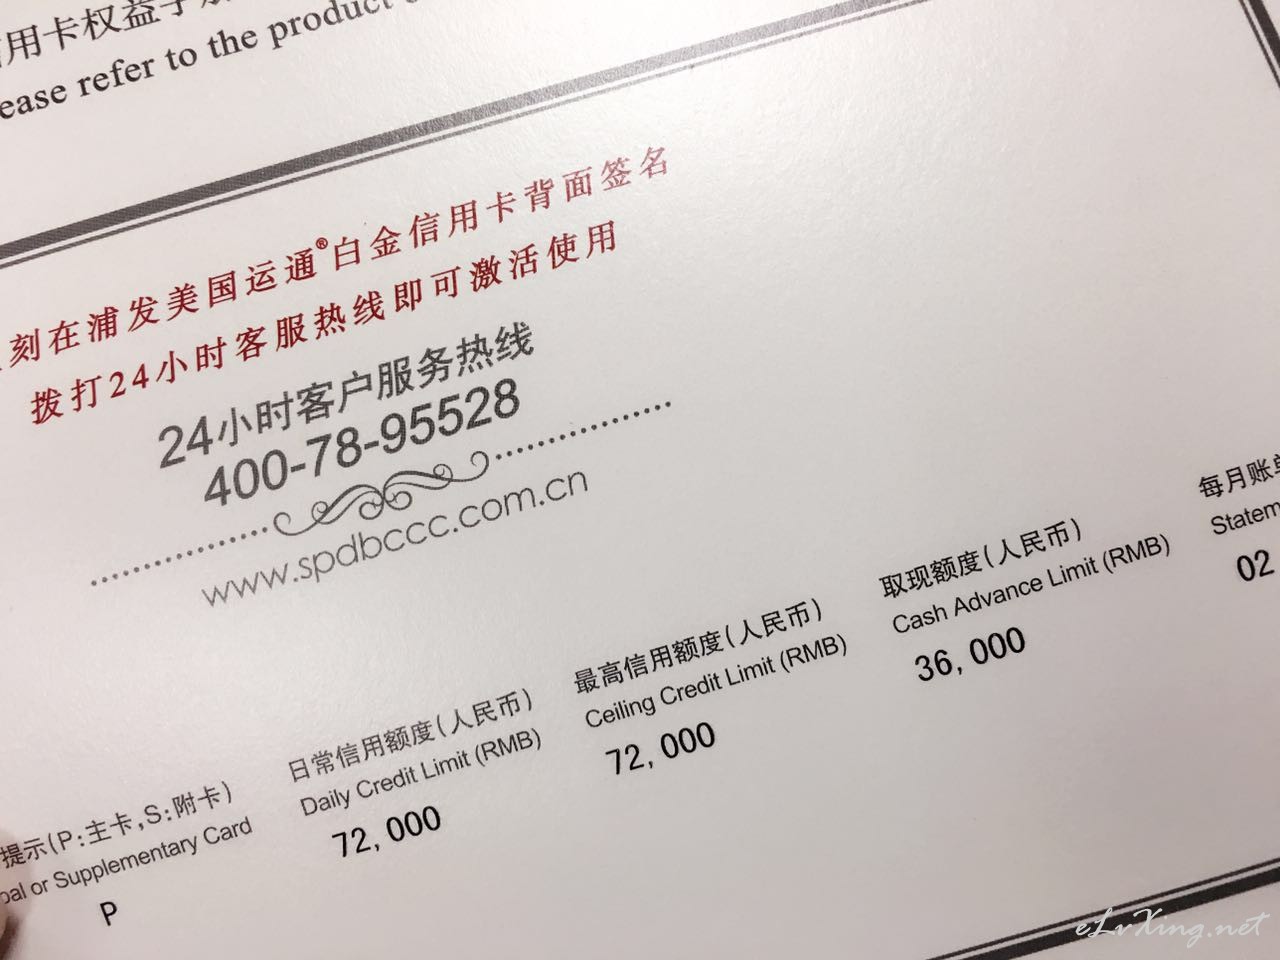 信用卡权益手
ease refer to the product
刻在浦发美国运通®白金信用卡背面签名
拨打24小时客服热线即可激活使用
24小时客户服务热线
400-78-95528
www.spdbccc.com.cn
提示(P:主卡,S:附卡)
pal or Supplementary Card
P
日常信用额度(人民币)
Daily Credit Limit (RMB)
72,000
最高信用额度(人民币)
Ceiling Credit Limit (RMB)
72,000
取现额度(人民币)
Cash Advance Limit (RMB)
36,000
每月账单
Statem
02
eLvXing.net